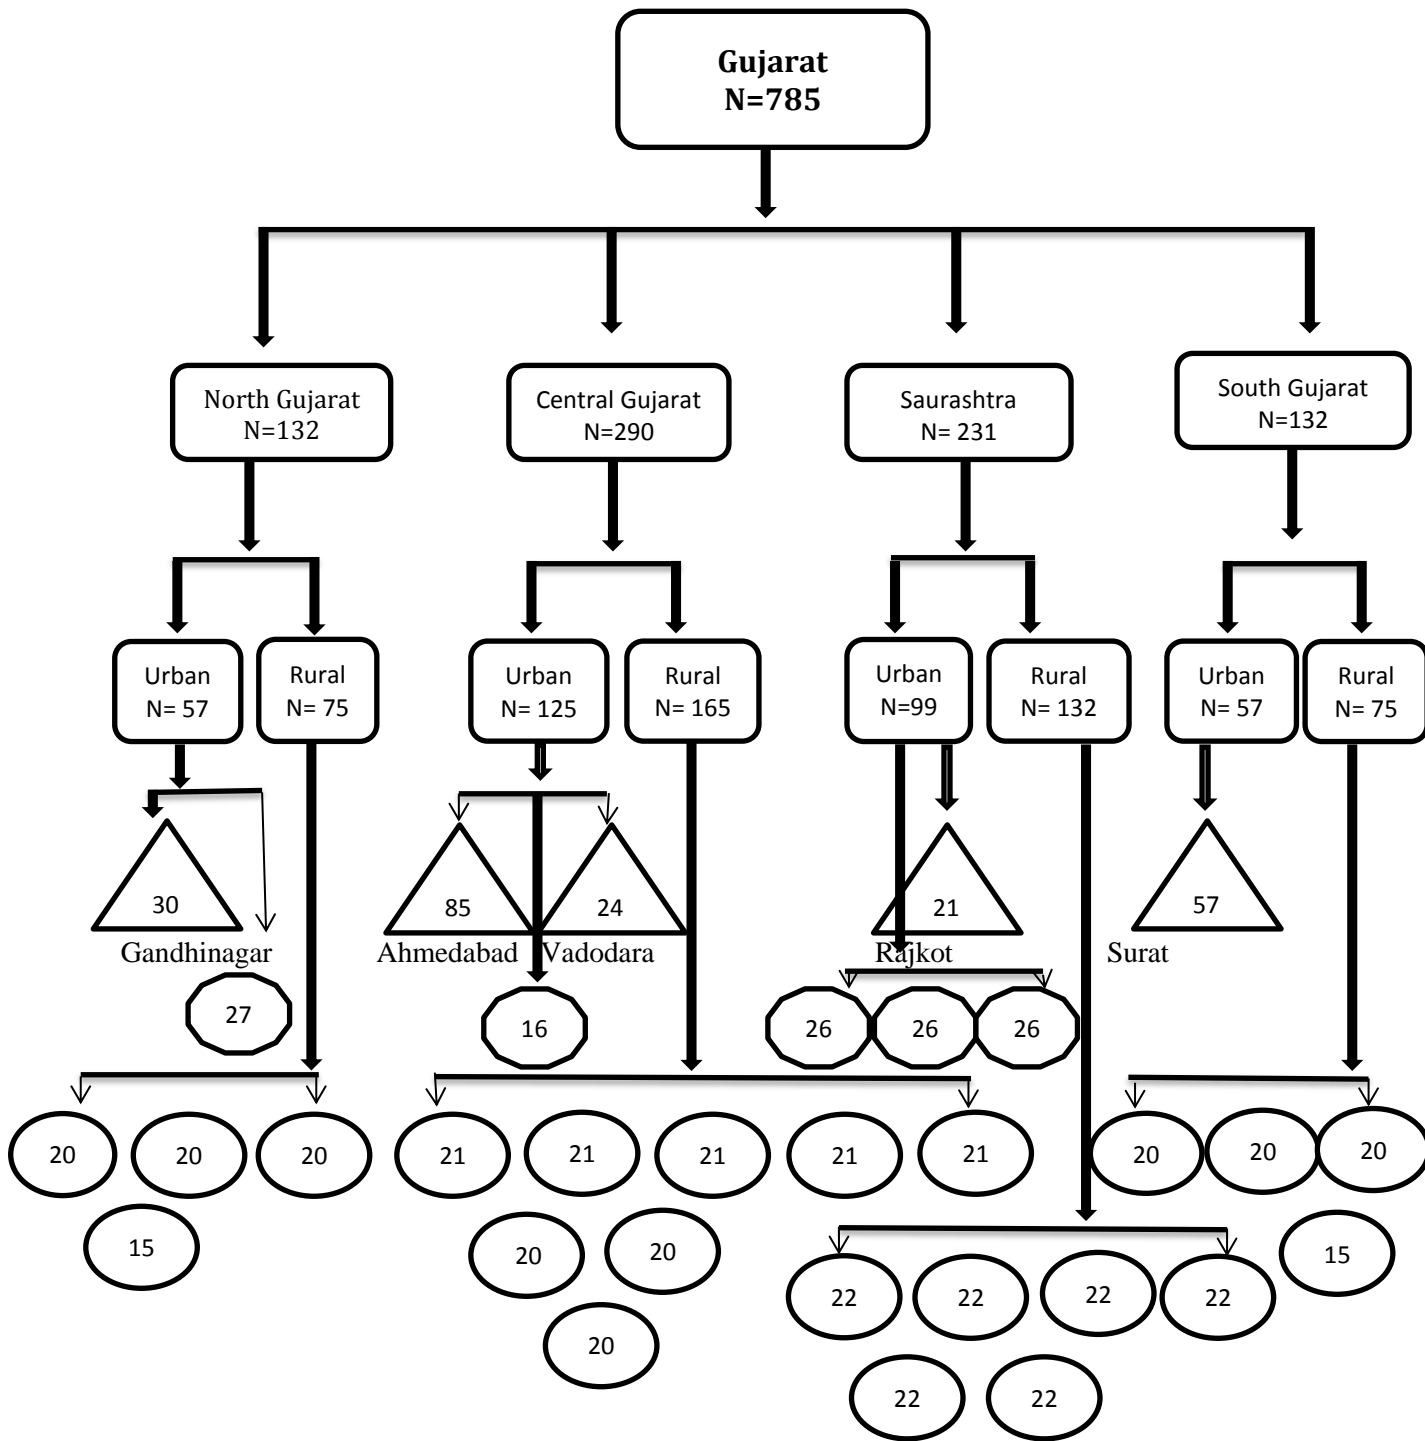 Gujarat
N=785
North Gujarat
N=132
Central Gujarat
N=290
Saurashtra
N= 231
South Gujarat
N=132
Urban
N= 57
Rural
N= 75
Urban
N= 125
Rural
N= 165
Urban
N=99
Rural
N= 132
Urban
N= 57
Rural
N= 75
30
85
24
21
57
Gandhinagar
Ahmedabad
Vadodara
Rajkot
Surat
27
16
26
26
26
20
20
20
21
21
21
21
21
20
20
20
15
20
20
15
20
22
22
22
22
22
22